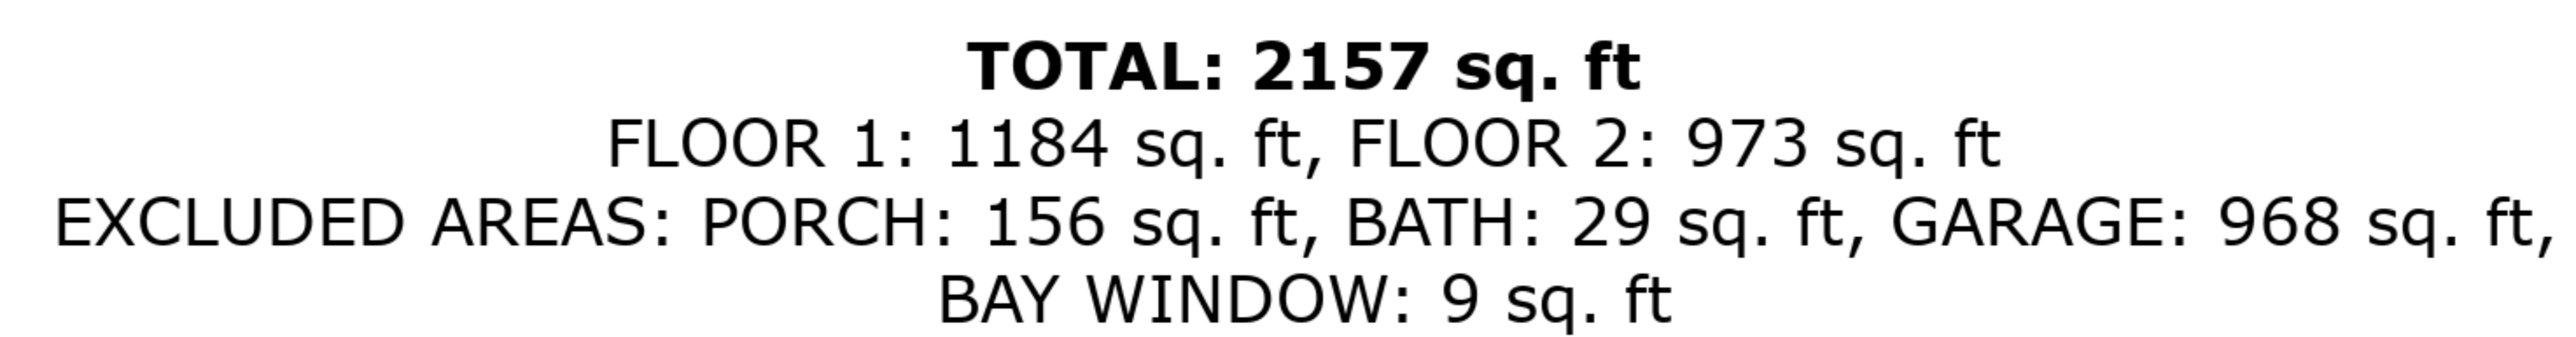 TOTAL: 2157 sq. ft
FLOOR 1: 1184 sq. ft, FLOOR 2: 973 sq. ft
EXCLUDED AREAS: PORCH: 156 sq. ft, BATH: 29 sq. ft, GARAGE: 968 sq. ft,
BAY WINDOW: 9 sq. ft